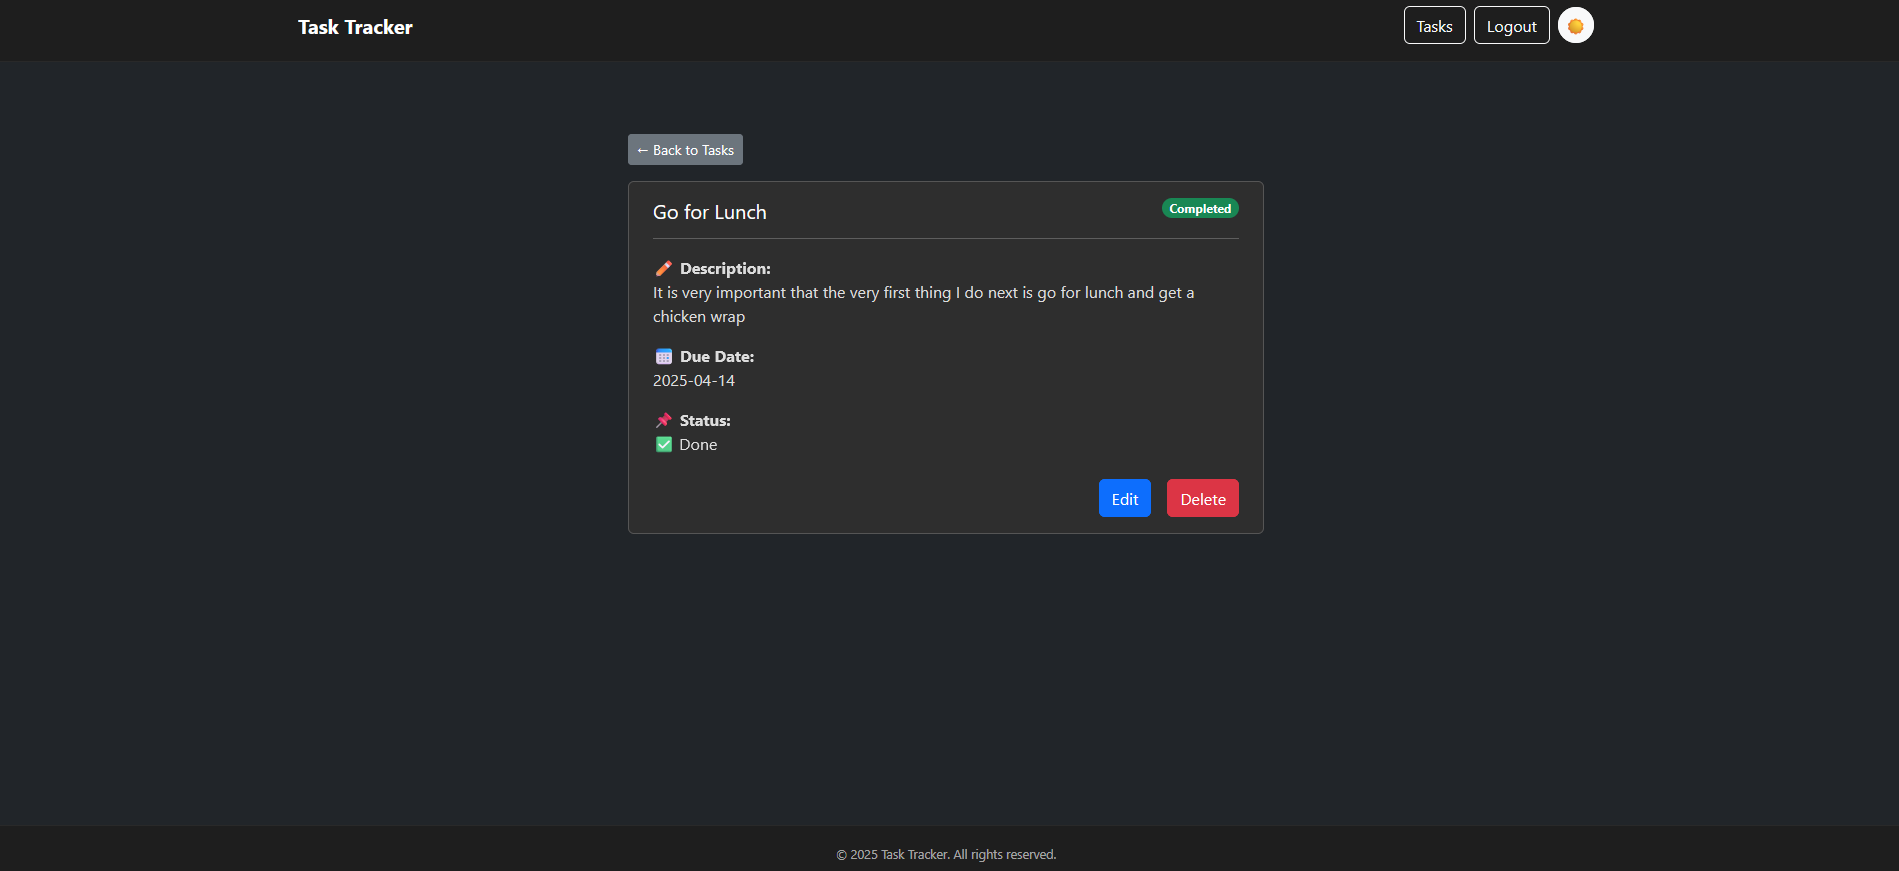 Task Tracker
Tasks
Logout
← Back to Tasks
Go for Lunch
Completed
Description:
It is very important that the very first thing I do next is go for lunch and get a
chicken wrap
Due Date:
2025-04-14
Status:
Done
Edit
Delete
© 2025 Task Tracker. All rights reserved.